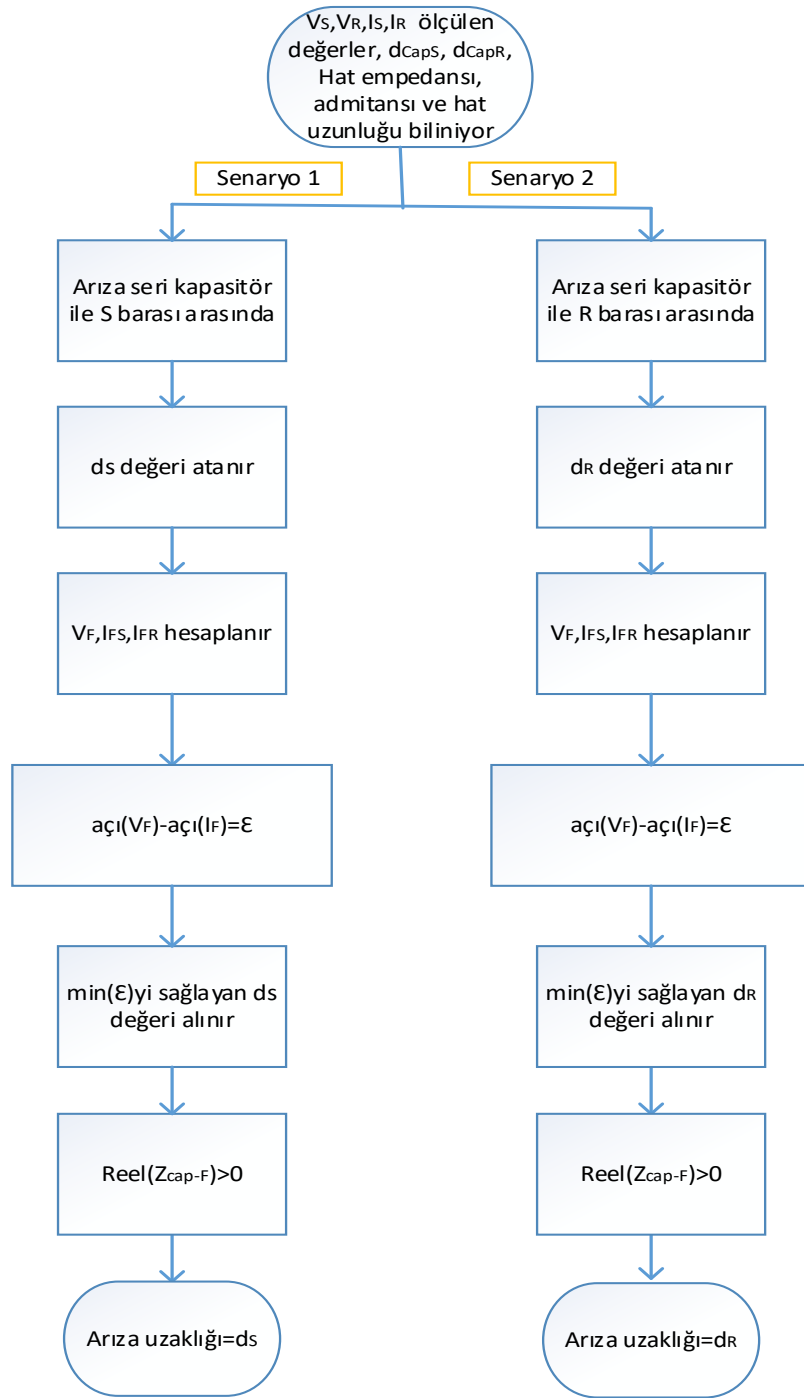 VS,VR,IS,IR ölçülen
değerler, dCapS, dCapR,
Hat empedansı,
admitansı ve hat
uzunluğu biliniyor
Senaryo 1
Senaryo 2
Arıza seri kapasitör
ile S barası arasında
Arıza seri kapasitör
ile R barası arasında
dS değeri atanır
dR değeri atanır
VF,IFS,IFR hesaplanır
VF,IFS,IFR hesaplanır
açı(VF)-açı(IF)=Ɛ
açı(VF)-açı(IF)=Ɛ
min(Ɛ)yi sağlayan dS
değeri alınır
min(Ɛ)yi sağlayan dR
değeri alınır
Reel(Zcap-F)>0
Reel(Zcap-F)>0
Arıza uzaklığı=dS
Arıza uzaklığı=dR